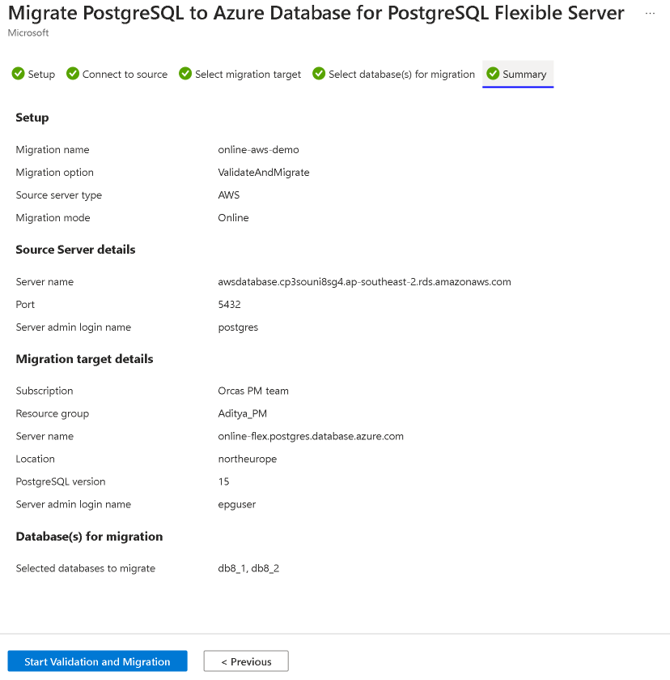 Migrate PostgreSQL to Azure Database for PostgreSQL Flexible Server ...
Microsoft
Setup Connect to source Select migration target Select database(s) for migration Summary
Setup
Migration name online-aws-demo
Migration option ValidateAndMigrate
Source server type AWS
Migration mode Online
Source Server details
Server name awsdatabase.cp3souni8sg4.ap-southeast-2.rds.amazonaws.com
Port 5432
Server admin login name postgres
Migration target details
Subscription Orcas PM team
Resource group Aditya_PM
Server name online-flex.postgres.database.azure.com
Location northeurope
PostgreSQL version 15
Server admin login name epguser
Database(s) for migration
Selected databases to migrate db8_1, db8_2
Start Validation and Migration < Previous